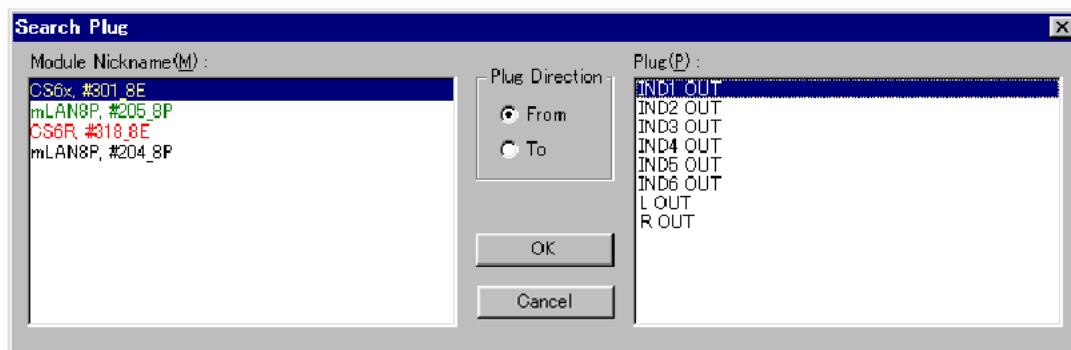 Search Plug
Module Nickname(M) :
CS6x, #301_8E
mLAN8P, #205_8P
CS6R, #318_8E
mLAN8P, #204_8P
Plug Direction
From
To
OK
Cancel
Plug(P) :
IND1 OUT
IND2 OUT
IND3 OUT
IND4 OUT
IND5 OUT
IND6 OUT
L OUT
R OUT